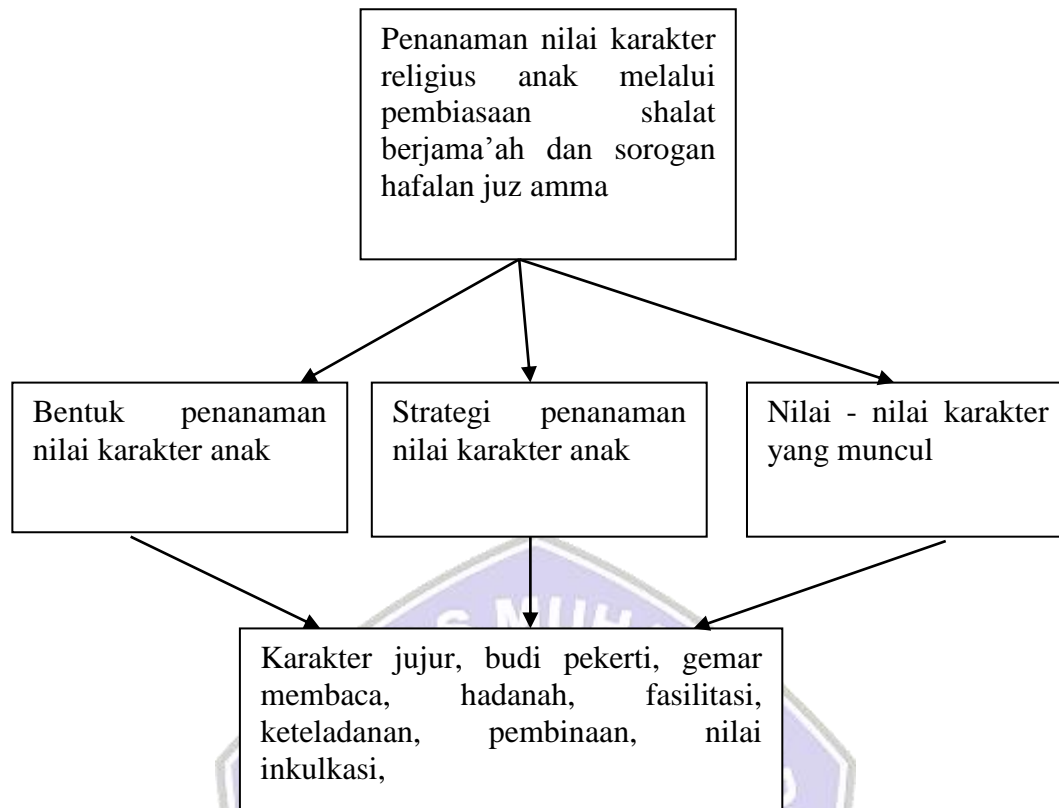 Penanaman nilai karakter
religius anak melalui
pembiasaan shalat
berjama’ah dan sorogan
hafalan juz amma
Bentuk penanaman
nilai karakter anak
Strategi penanaman
nilai karakter anak
Nilai - nilai karakter
yang muncul
S MUH
Karakter jujur, budi pekerti, gemar
membaca, hadanah, fasilitasi,
keteladanan, pembinaan, nilai
inkulkasi,